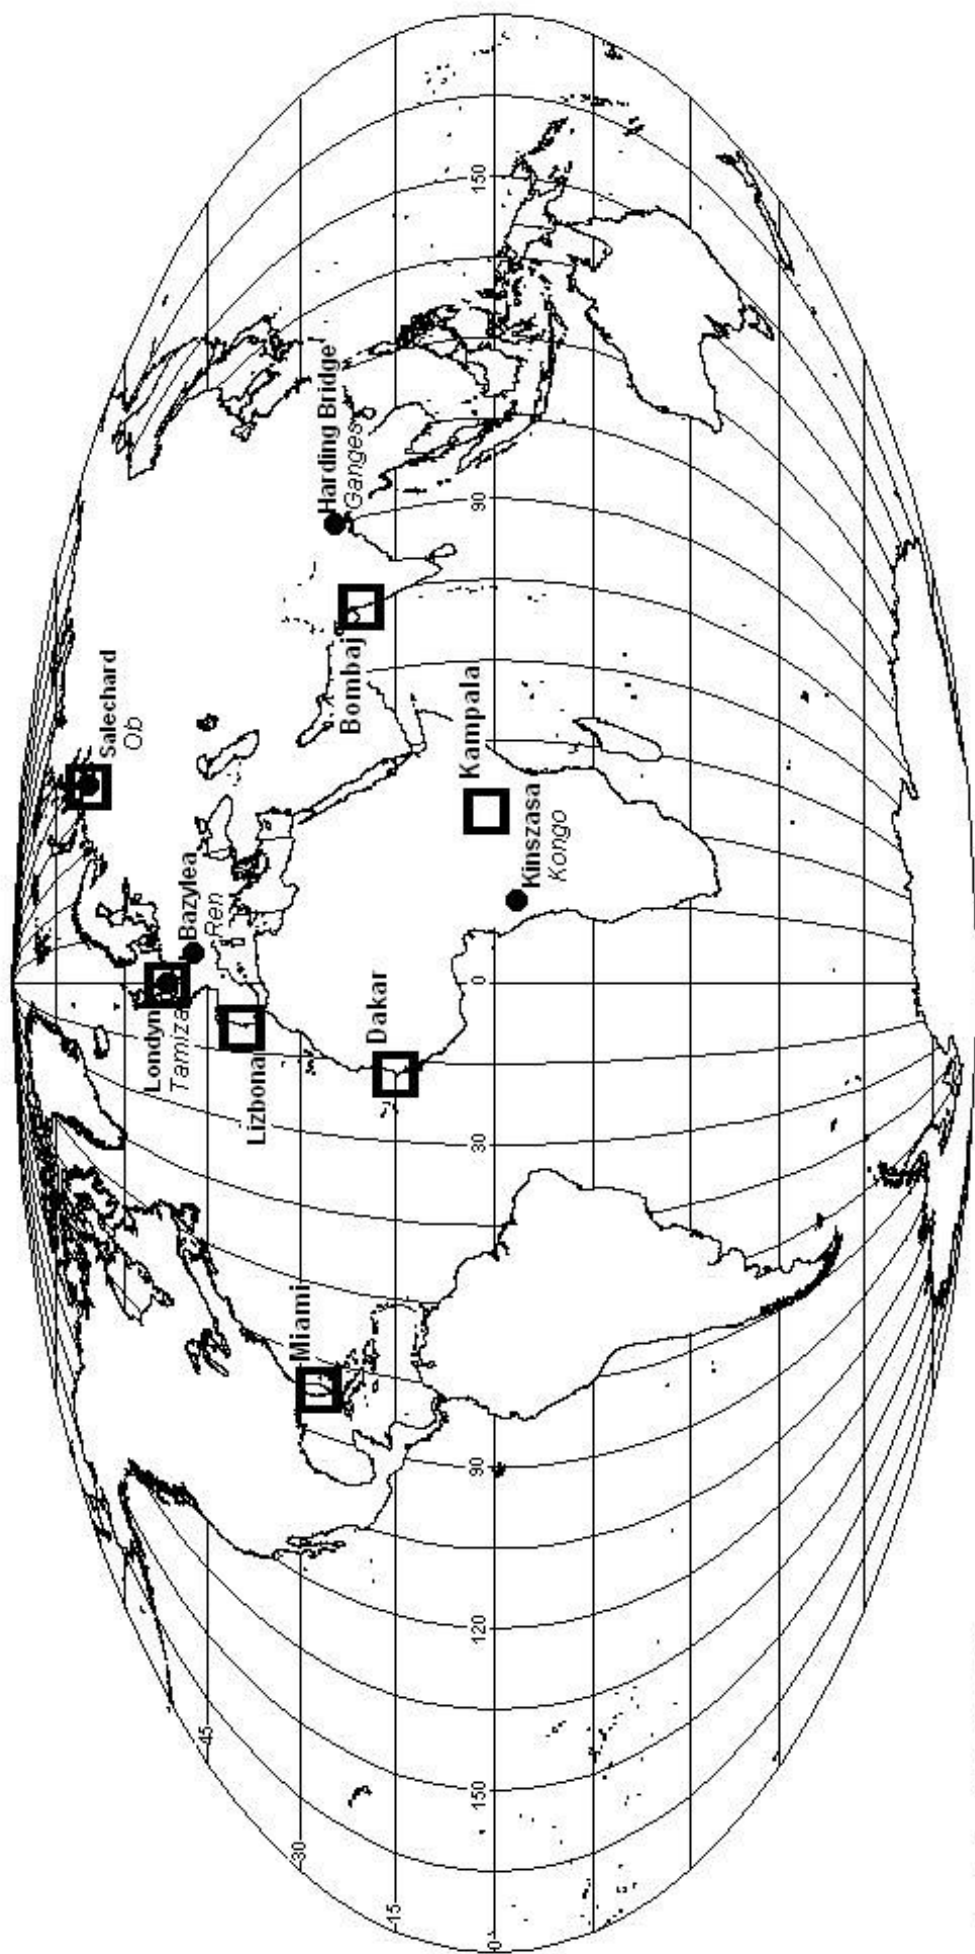 Salechard
Ob
Londyn
Tamiza
Bazylea
Ren
Lizbona
Harding Bridge
Ganges
Miami
Bombaj
Dakar
Kampala
Kinszasa
Kongo
45
30
15
0
150
120
90
30
0
90
150